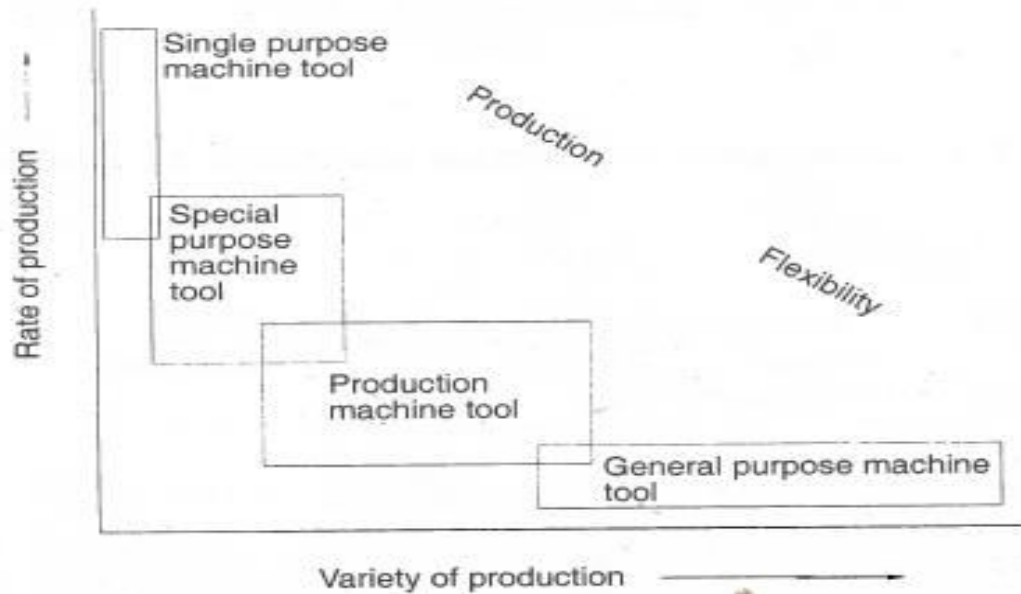 Single purpose
machine tool
Production
Special
purpose
machine
tool
Flexibility
Rate of production
Production
machine tool
General purpose machine
tool
Variety of production